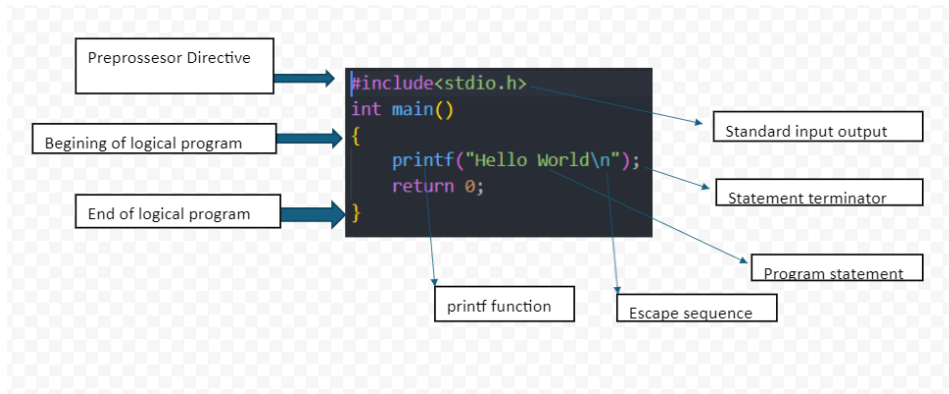 Preprossesor Directive
#include<stdio.h>
int main()
Standard input output
Begining of logical program
{
printf("Hello World\n");
return 0;
Statement terminator
End of logical program
}
Program statement
printf function
Escape sequence